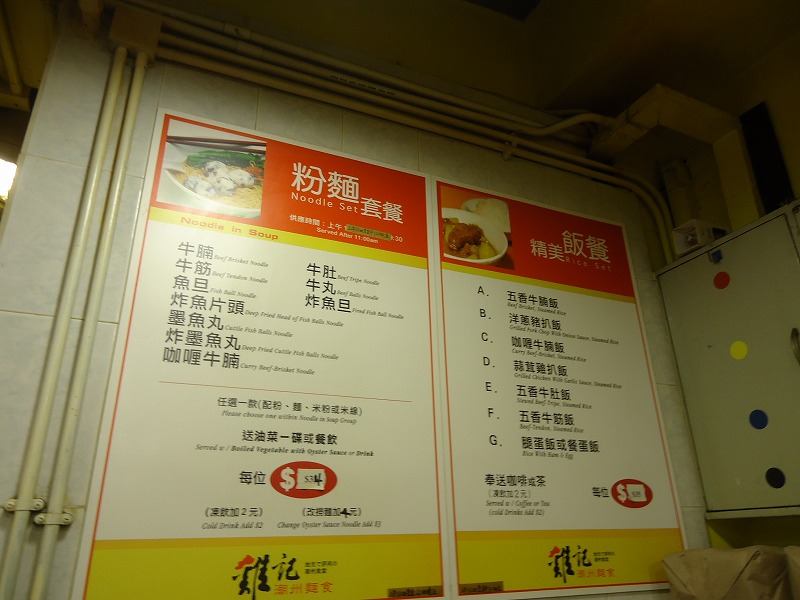 粉麵
套餐
Noodle Set
供應時間：上午
Served After 11:00am
Noodle in Soup
牛腩 Beef Brisket Noodle
牛筋 Beef Tendon Noodle
魚旦 Fish Ball Noodle
炸魚片頭 Deep Fried Head of Fish Balls Noodle
墨魚丸 Cuttle Fish Balls Noodle
炸墨魚丸 Deep Fried Cuttle Fish Balls Noodle
咖喱牛腩 Curry Beef-Brisket Noodle
牛肚 Beef Tripe Noodle
牛丸 Beef Balls Noodle
炸魚旦 Fried Fish Ball Noodle
任選一款(配粉、麵、米粉或米線)
Please choose one within Noodle in Soup Group
送油菜一碟或餐飲
Served w / Boiled Vegetable with Oyster Sauce or Drink
每位 $34
(凍飲加2元)
Cold Drink Add $2
(改撈麵加4元)
Change Oyster Sauce Noodle Add $3
雞記
潮州麵食
精美飯餐
Rice Set
A. 五香牛腩飯
Beef Brisket, Steamed Rice
B. 洋蔥豬扒飯
Grilled Pork Chop With Onion Sauce, Steamed Rice
C. 咖喱牛腩飯
Curry Beef-Brisket, Steamed Rice
D. 蒜茸雞扒飯
Grilled Chicken With Garlic Sauce, Steamed Rice
E. 五香牛肚飯
Stewed Beef-Tripe, Steamed Rice
F. 五香牛筋飯
Beef-Tendon, Steamed Rice
G. 腿蛋飯或餐蛋飯
Rice With Ham & Egg
奉送咖啡或茶
(凍飲加2元)
Served w / Coffee or Tea
(cold Drinks Add $2)
每位 $
雞記
潮州麵食